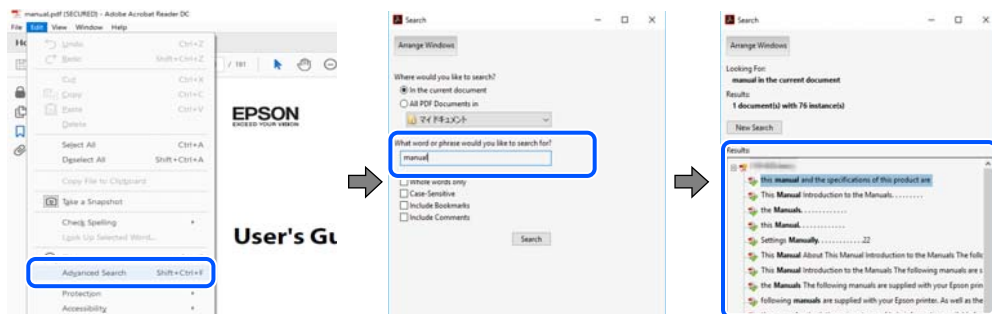 manual.pdf (SECURED) - Adobe Acrobat Reader DC
File Edit View Window Help
Undo Ctrl+Z
Shift+Ctrl+Z
Cut Ctrl+X
Copy Ctrl+C
Paste Ctrl+V
Delete
Select All Ctrl+A
Deselect All Shift+Ctrl+A
Copy File to Clipboard
Take a Snapshot
Check Spelling
Look Up Selected Word...
Advanced Search Shift+Ctrl+F
Protection
Accessibility
/ 181
EPSON
EXCEED YOUR VISION
User's Gu
Search
Arrange Windows
Where would you like to search?
In the current document
All PDF Documents in
マイ ドキュメント
What word or phrase would you like to search for?
manual
Whole words only
Case-Sensitive
Include Bookmarks
Include Comments
Search
Search
Arrange Windows
Looking For:
manual in the current document
Results:
1 document(s) with 76 instance(s)
New Search
Results:
this manual and the specifications of this product are
This Manual Introduction to the Manuals. . . . . . . . .
the Manuals. . . . . . . . . . . . .
this Manual. . . . . . . . . . . . .
Settings Manually. . . . . . . . . . . . .22
This Manual About This Manual Introduction to the Manuals The follo
This Manual Introduction to the Manuals The following manuals are s
the Manuals The following manuals are supplied with your Epson prin
following manuals are supplied with your Epson printer. As well as the